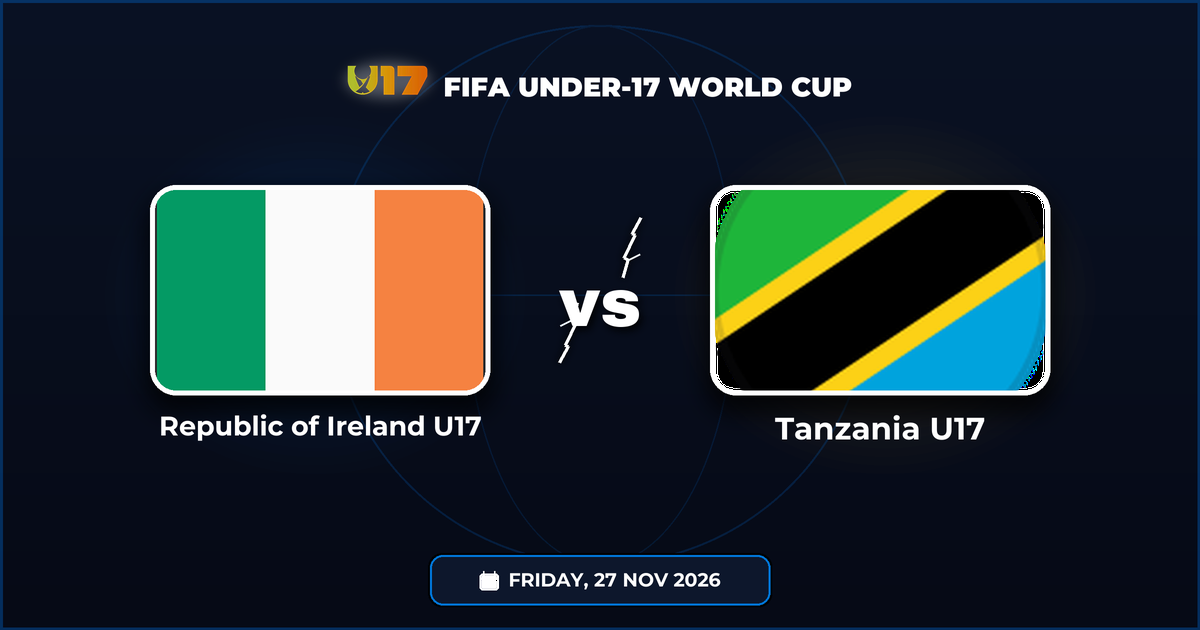 U17 FIFA UNDER-17 WORLD CUP
VS
Republic of Ireland U17
Tanzania U17
FRIDAY, 27 NOV 2026